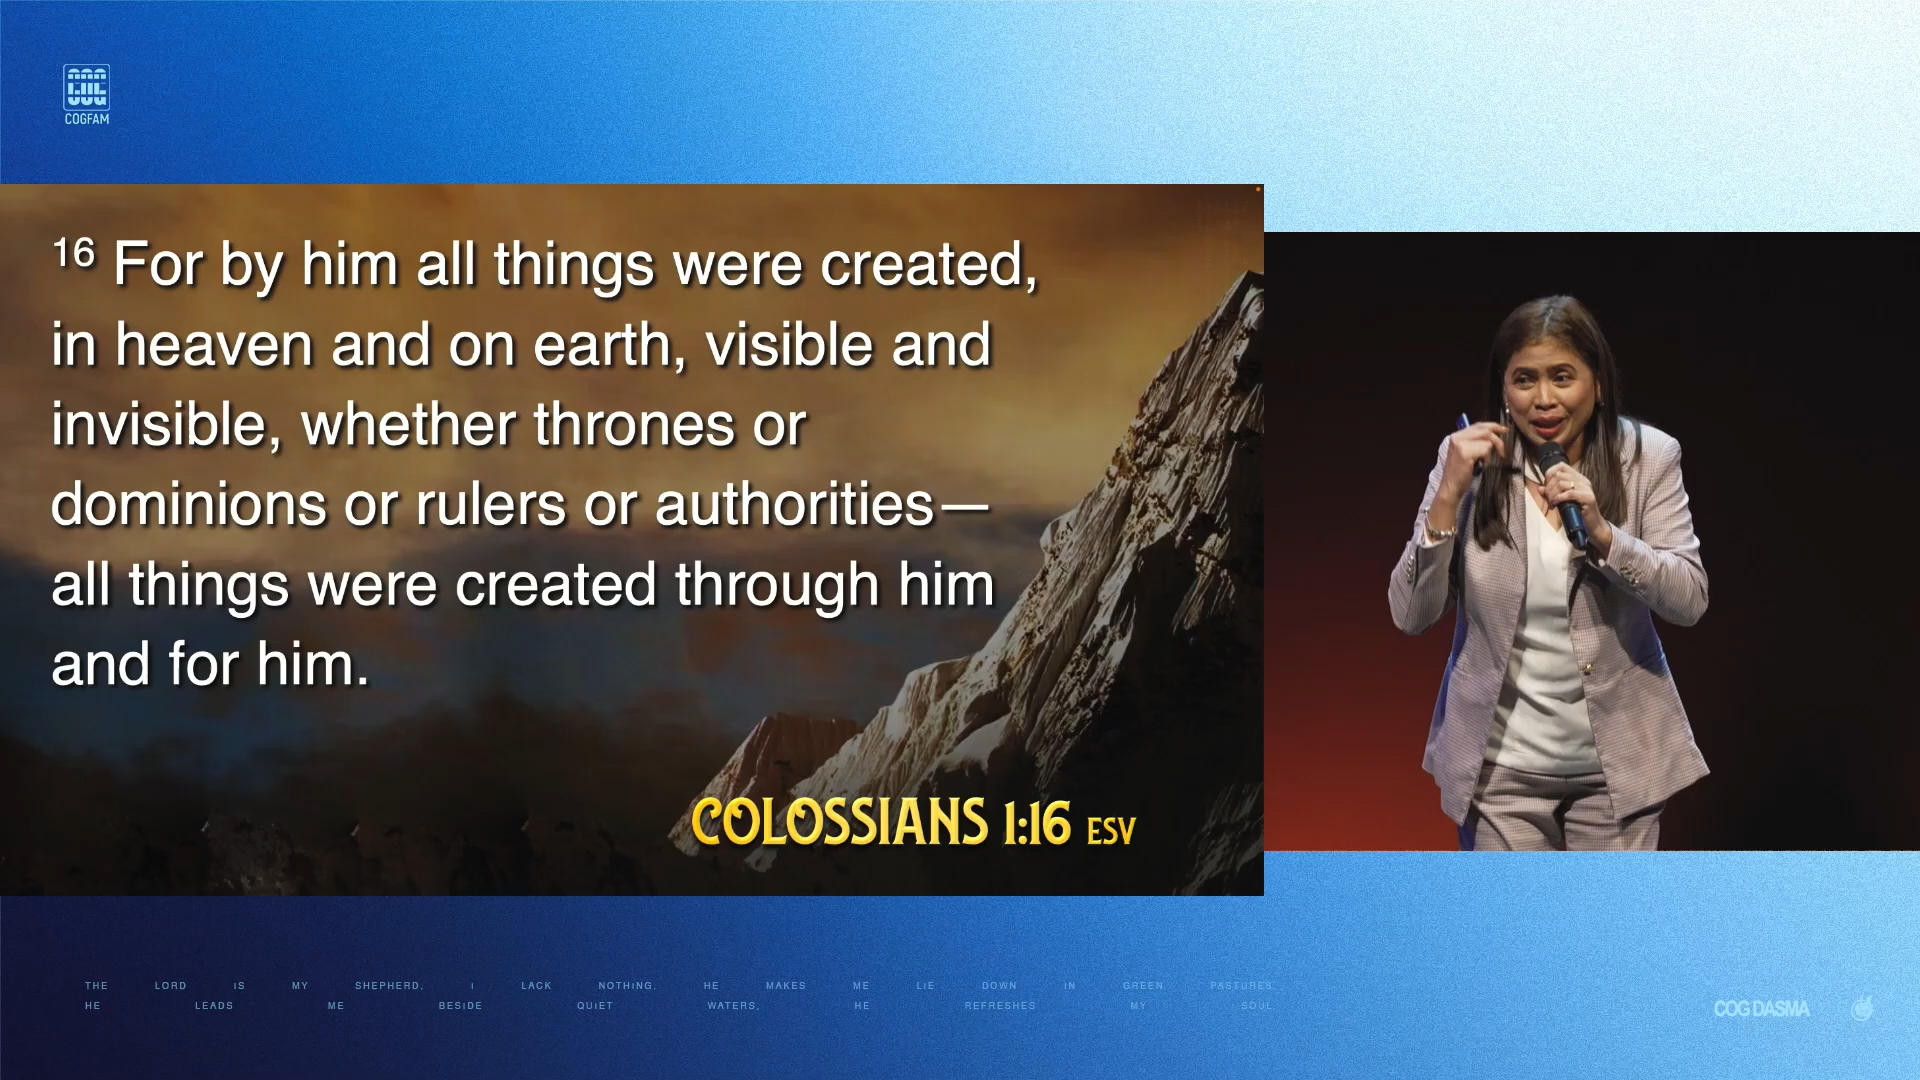 COG
COGFAM
16 For by him all things were created,
in heaven and on earth, visible and
invisible, whether thrones or
dominions or rulers or authorities—
all things were created through him
and for him.
COLOSSIANS 1:16 ESV
THE LORD IS MY SHEPHERD, I LACK NOTHING. HE MAKES ME LIE DOWN IN GREEN PASTURES.
HE LEADS ME BESIDE QUIET WATERS, HE REFRESHES MY SOUL
COG DASMA